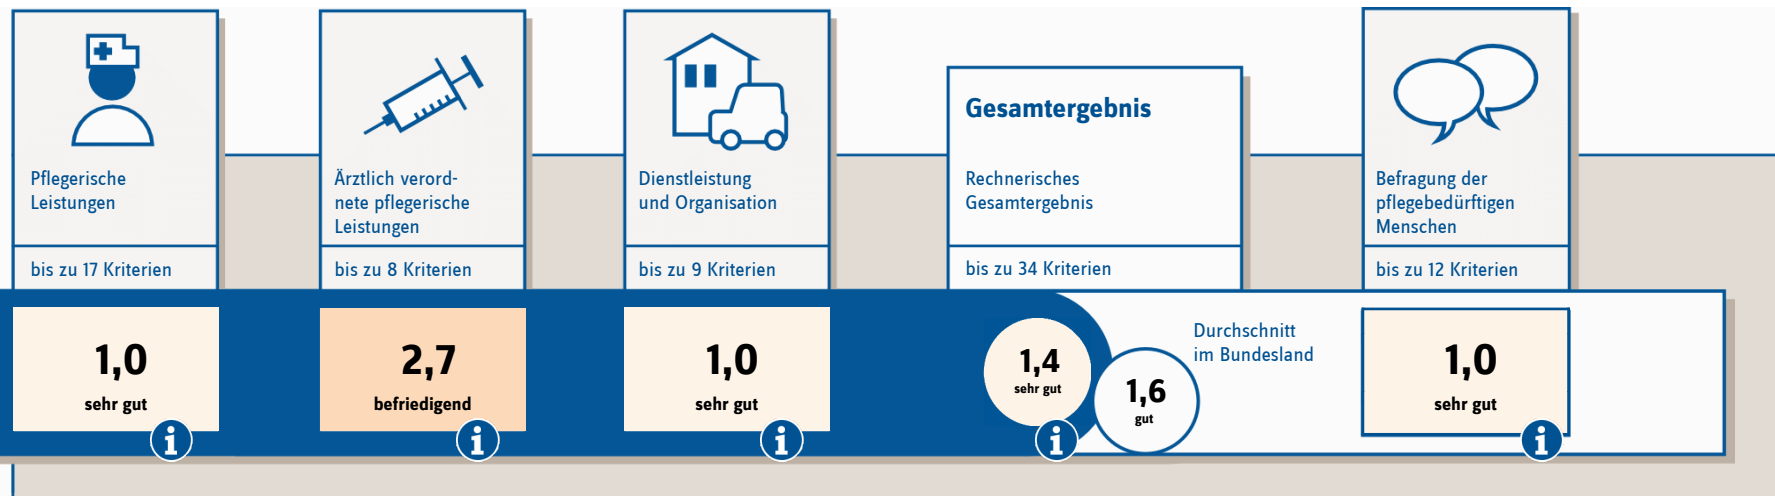 Pflegerische
Leistungen
bis zu 17 Kriterien
1,0
sehr gut
i
Ärztlich verord-
nete pflegerische
Leistungen
bis zu 8 Kriterien
2,7
befriedigend
i
Dienstleistung
und Organisation
bis zu 9 Kriterien
1,0
sehr gut
i
Gesamtergebnis
Rechnerisches
Gesamtergebnis
bis zu 34 Kriterien
1,4
sehr gut
i
1,6
gut
Durchschnitt
im Bundesland
Befragung der
pflegebedürftigen
Menschen
bis zu 12 Kriterien
1,0
sehr gut
i